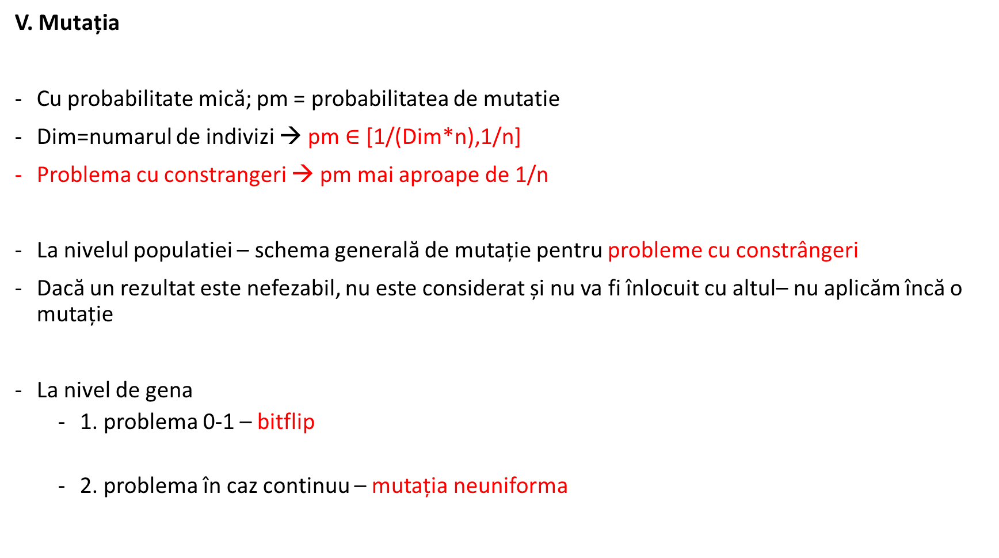 V. Mutația
- Cu probabilitate mică; pm = probabilitatea de mutatie
- Dim=numarul de indivizi → pm ∈ [1/(Dim*n),1/n]
- Problema cu constrangeri → pm mai aproape de 1/n
- La nivelul populatiei – schema generală de mutație pentru probleme cu constrângeri
- Dacă un rezultat este nefezabil, nu este considerat și nu va fi înlocuit cu altul– nu aplicăm încă o
mutație
- La nivel de gena
- 1. problema 0-1 – bitflip
- 2. problema în caz continuu – mutația neuniforma